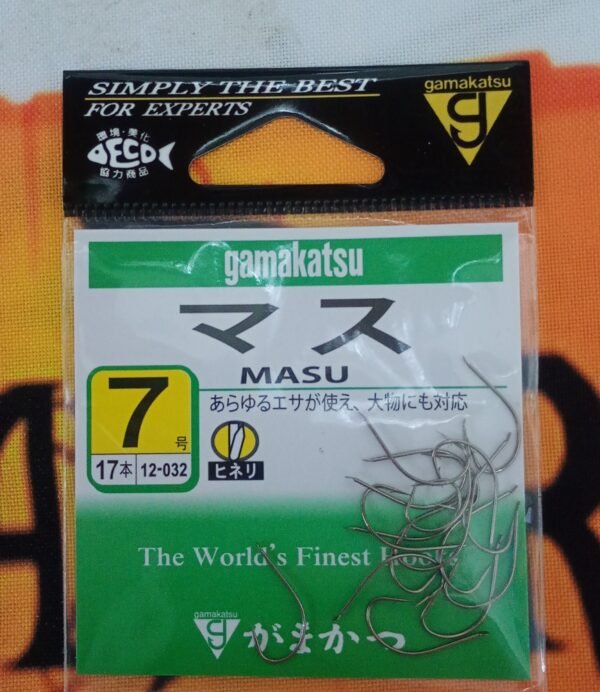 SIMPLY THE BEST
FOR EXPERTS
gamakatsu
環境・美化
ECO
協力商品
gamakatsu
マス
MASU
あらゆるエサが使え、大物にも対応
7号
17本 12-032
ヒネリ
The World's Finest Hooks
gamakatsu
がまかつ